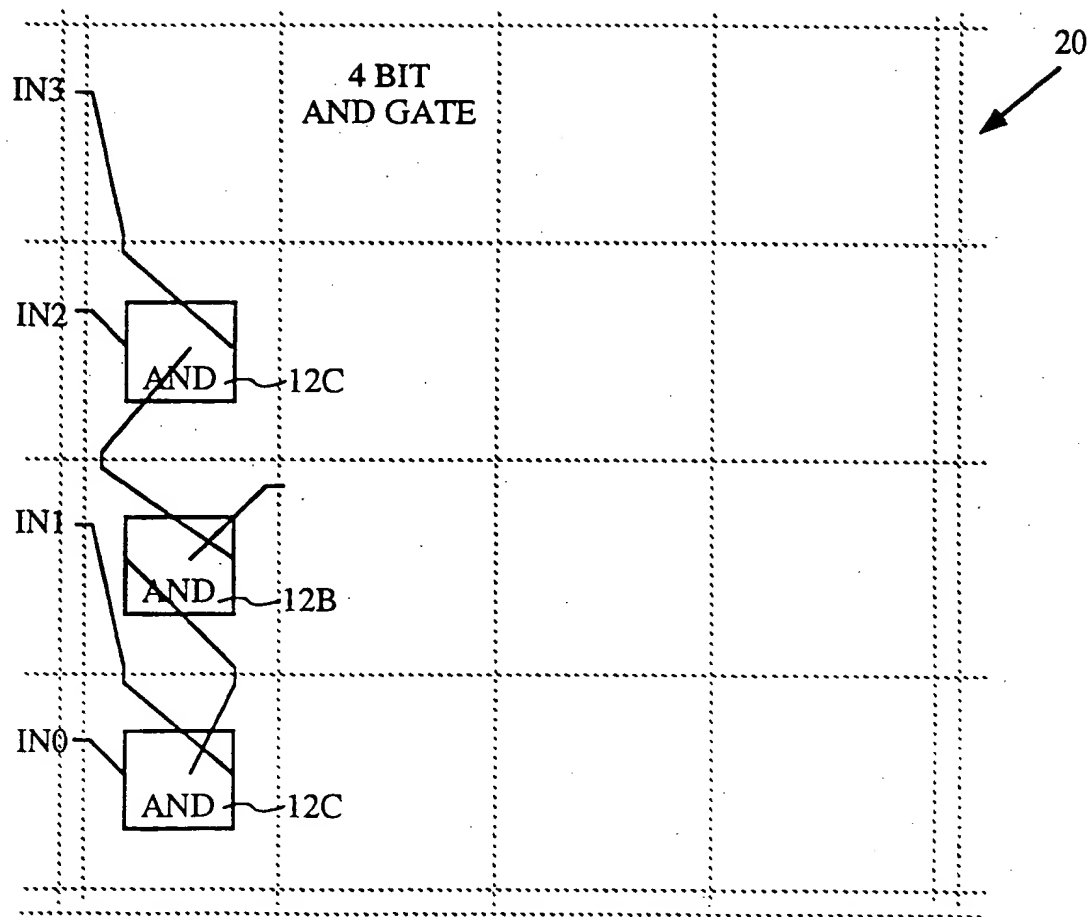 20
4 BIT
AND GATE
IN3
IN2
AND
12C
IN1
AND
12B
IN0
AND
12C